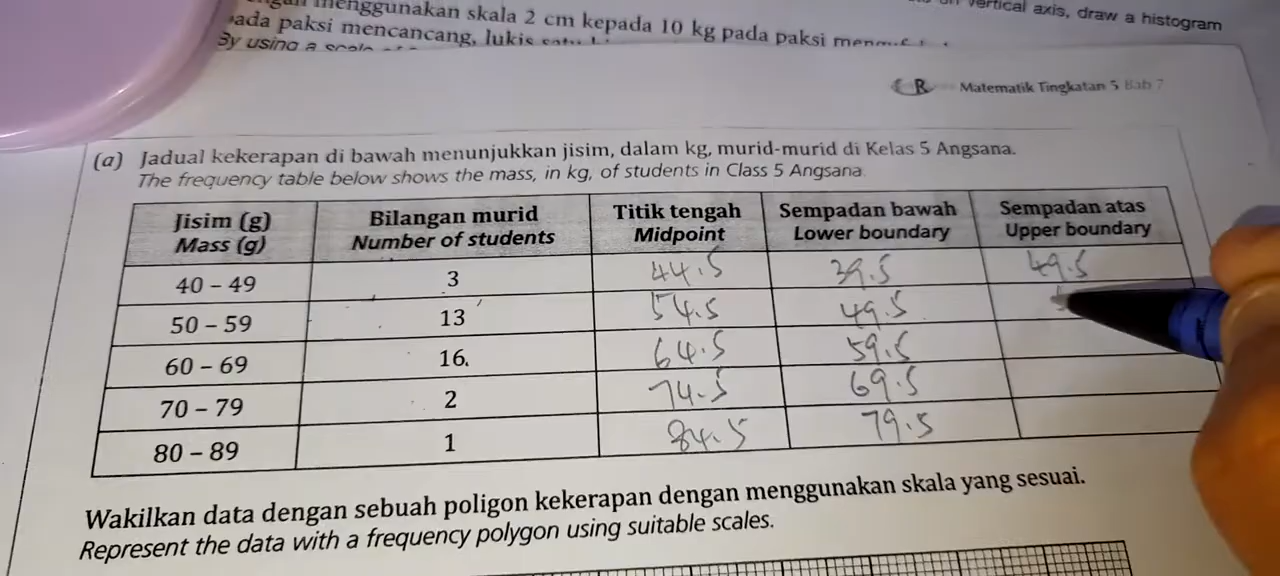 menggunakan skala 2 cm kepada 10 kg pada paksi
vertical axis, draw a histogram
pada paksi mencancang, lukis satu
By using a scale
R Matematik Tingkatan 5 Bab 7
(a) Jadual kekerapan di bawah menunjukkan jisim, dalam kg, murid-murid di Kelas 5 Angsana.
The frequency table below shows the mass, in kg, of students in Class 5 Angsana.
Jisim (g) Bilangan murid Titik tengah Sempadan bawah Sempadan atas
Mass (g) Number of students Midpoint Lower boundary Upper boundary
40 – 49 3 44.5 39.5 49.5
50 – 59 13 54.5 49.5 5
60 – 69 16. 64.5 59.5
70 – 79 2 74.5 69.5
80 – 89 1 84.5 79.5
Wakilkan data dengan sebuah poligon kekerapan dengan menggunakan skala yang sesuai.
Represent the data with a frequency polygon using suitable scales.